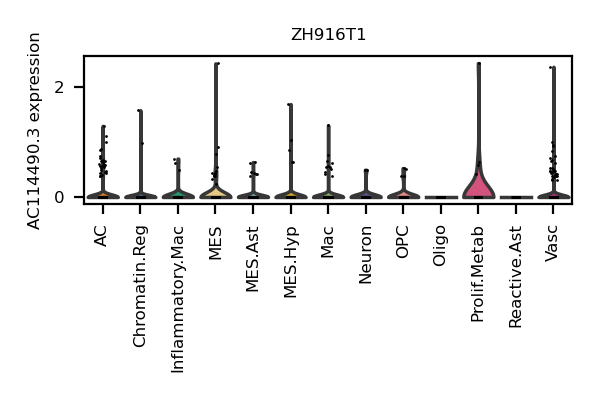 ZH916T1
AC114490.3 expression
2
0
AC
Chromatin.Reg
Inflammatory.Mac
MES
MES.Ast
MES.Hyp
Mac
Neuron
OPC
Oligo
Prolif.Metab
Reactive.Ast
Vasc